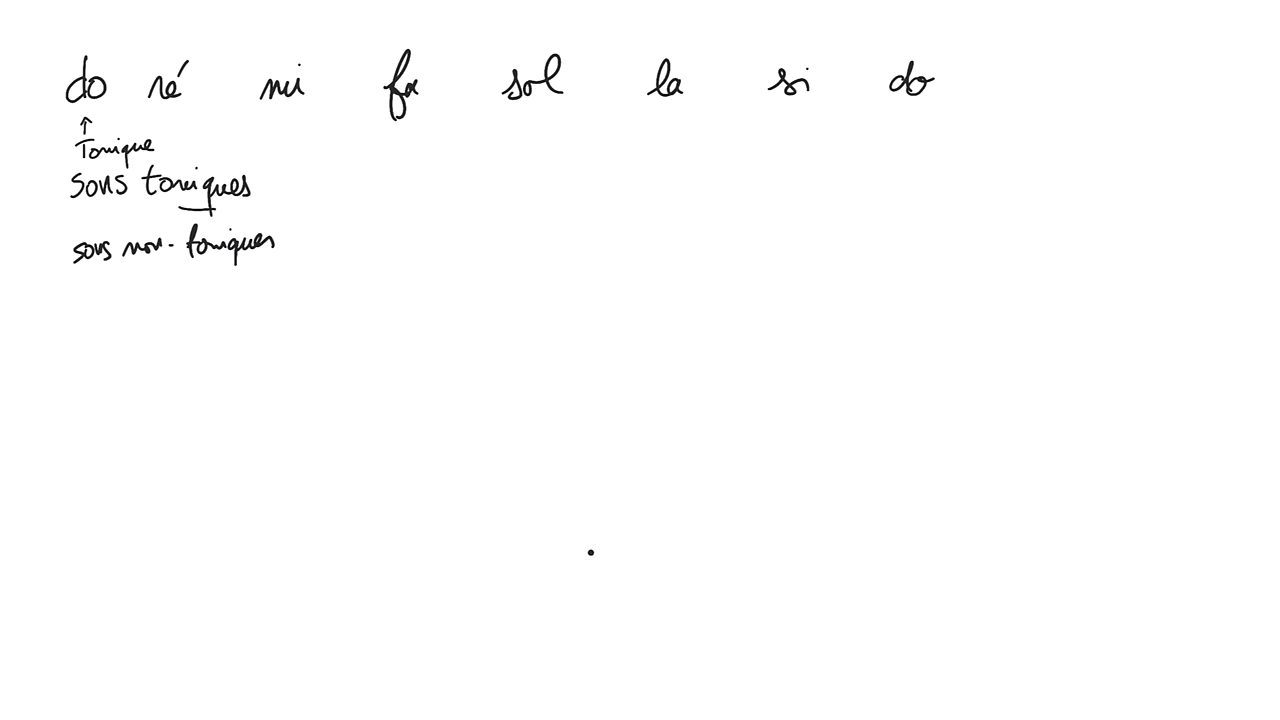 do ré mi fa sol la si do
↑
Tonique
sons toniques
sons non-toniques